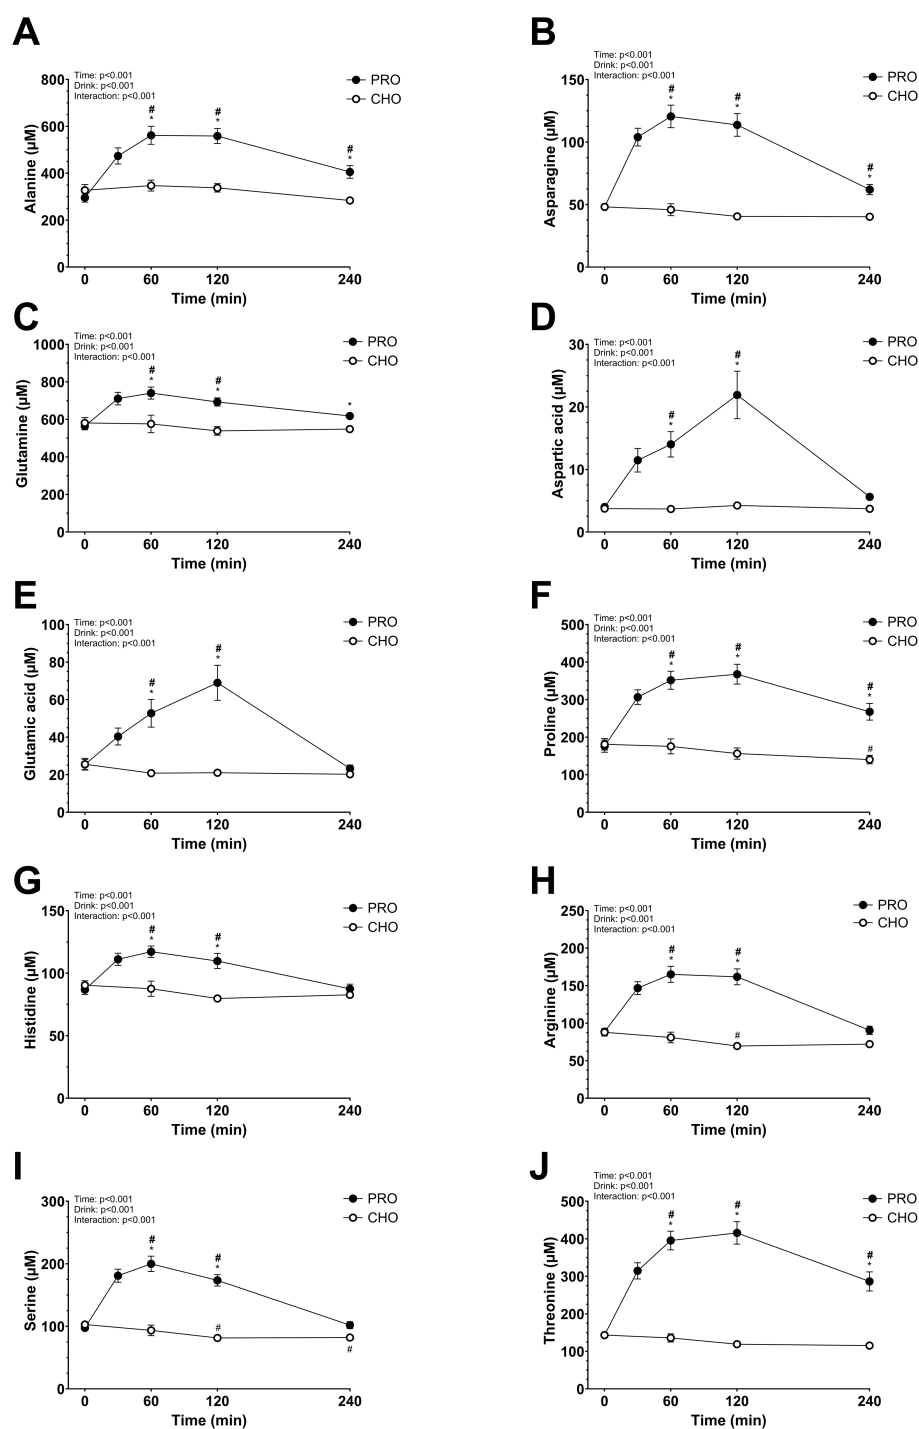 A
Time: p<0.001
Drink: p<0.001
Interaction: p<0.001
PRO
CHO
#
*
#
*
#
*
800
600
400
200
0
Alanine (µM)
0 60 120 240
Time (min)
B
Time: p<0.001
Drink: p<0.001
Interaction: p<0.001
PRO
CHO
#
*
#
*
#
*
150
100
50
0
Asparagine (µM)
0 60 120 240
Time (min)
C
Time: p<0.001
Drink: p<0.001
Interaction: p<0.001
PRO
CHO
#
*
#
*
*
1000
800
600
400
200
0
Glutamine (µM)
0 60 120 240
Time (min)
D
Time: p<0.001
Drink: p<0.001
Interaction: p<0.001
PRO
CHO
#
*
#
*
30
20
10
0
Aspartic acid (µM)
0 60 120 240
Time (min)
E
Time: p<0.001
Drink: p<0.001
Interaction: p<0.001
PRO
CHO
#
*
#
*
100
80
60
40
20
0
Glutamic acid (µM)
0 60 120 240
Time (min)
F
Time: p<0.001
Drink: p<0.001
Interaction: p<0.001
PRO
CHO
#
*
#
*
#
*
#
500
400
300
200
100
0
Proline (µM)
0 60 120 240
Time (min)
G
Time: p<0.001
Drink: p<0.001
Interaction: p<0.001
PRO
CHO
#
*
#
*
150
100
50
0
Histidine (µM)
0 60 120 240
Time (min)
H
Time: p<0.001
Drink: p<0.001
Interaction: p<0.001
PRO
CHO
#
*
#
*
#
250
200
150
100
50
0
Arginine (µM)
0 60 120 240
Time (min)
I
Time: p<0.001
Drink: p<0.001
Interaction: p<0.001
PRO
CHO
#
*
#
*
#
#
300
200
100
0
Serine (µM)
0 60 120 240
Time (min)
J
Time: p<0.001
Drink: p<0.001
Interaction: p<0.001
PRO
CHO
#
*
#
*
#
*
500
400
300
200
100
0
Threonine (µM)
0 60 120 240
Time (min)